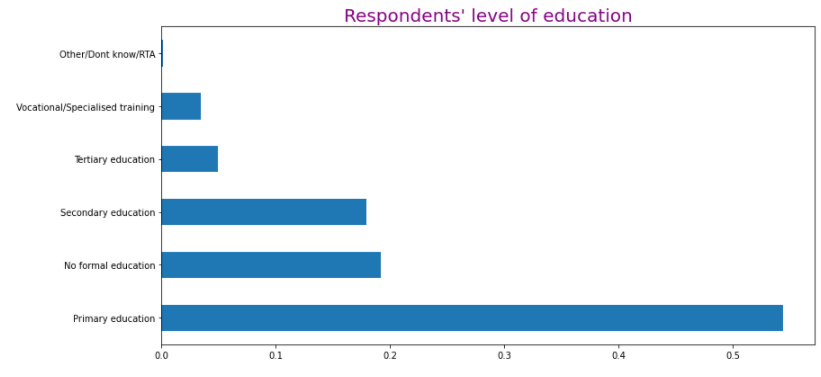 Respondents' level of education
Other/Dont know/RTA
Vocational/Specialised training
Tertiary education
Secondary education
No formal education
Primary education
0.0 0.1 0.2 0.3 0.4 0.5